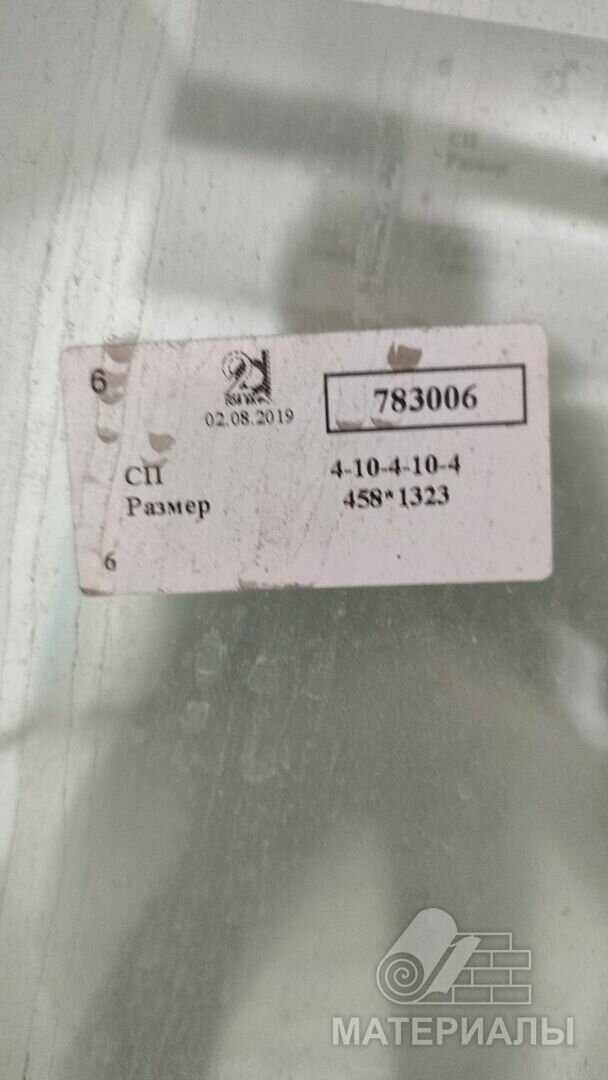 6
02.08.2019
783006
СП
4-10-4-10-4
Размер
458*1323
6
СП
Размер
МАТЕРИАЛЫ